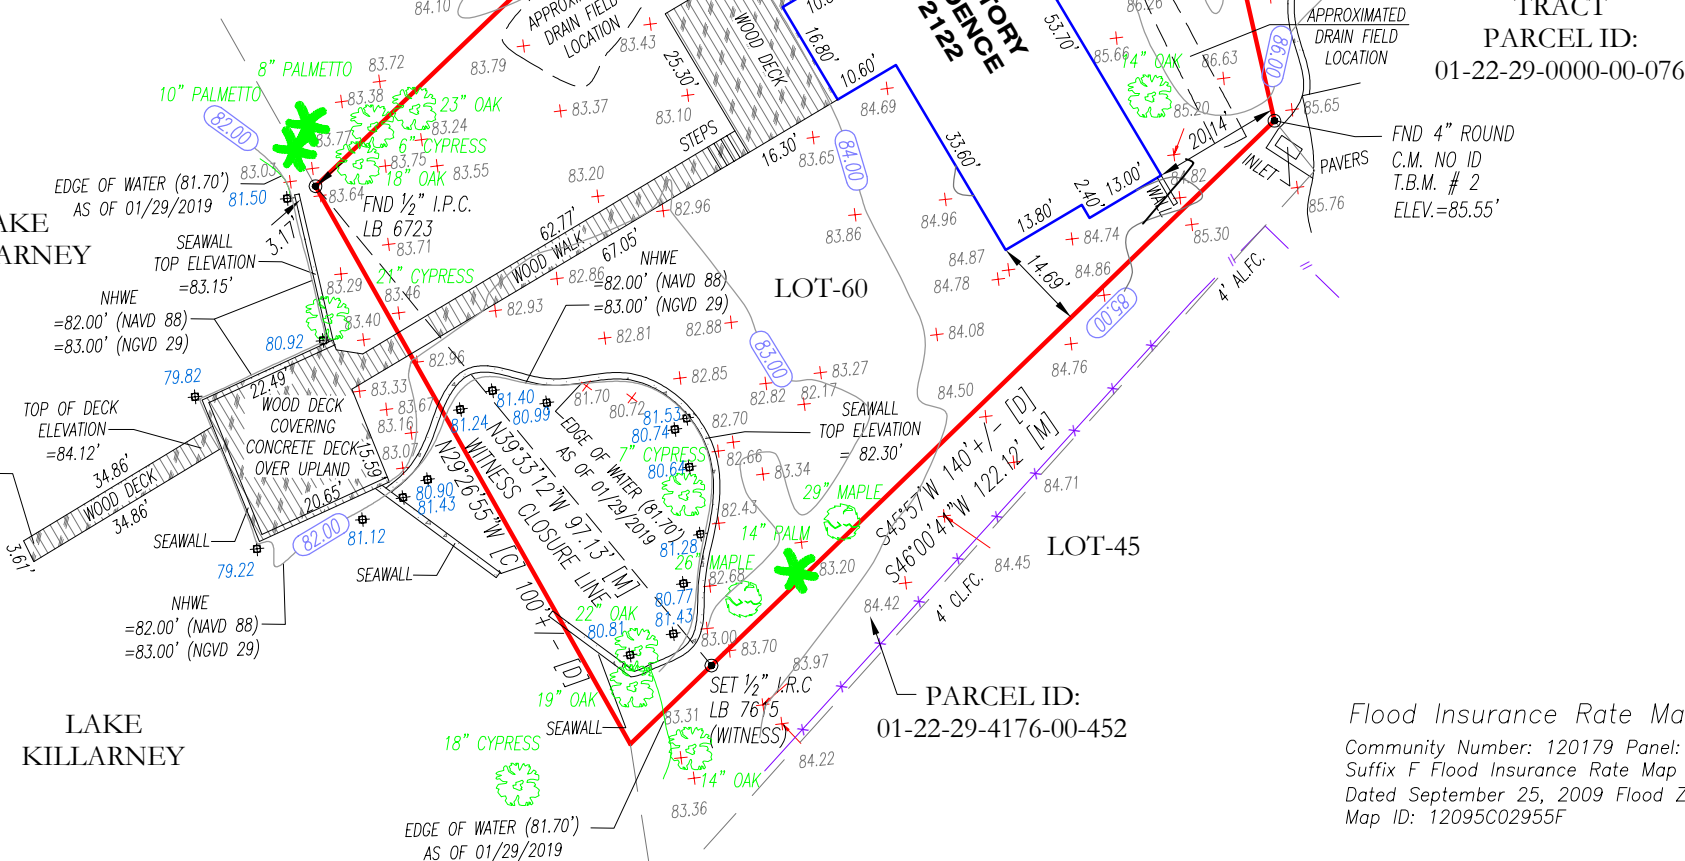 84.10
APPROXIMATED
DRAIN FIELD
LOCATION
83.43
83.72
83.79
8" PALMETTO
10" PALMETTO
82.00
83.38
83.77
23" OAK
83.24
6" CYPRESS
83.75
83.55
18" OAK
83.03
83.64
83.37
83.10
25.30'
WOOD DECK
STEPS
16.30'
16.80'
10.60'
84.69
83.65
84.00
TORY
DENCE
2122
53.70'
33.60'
86.26
85.66
86.63
14" OAK
85.20
20.14'
84.82
86.00
APPROXIMATED
DRAIN FIELD
LOCATION
TRACT
PARCEL ID:
01-22-29-0000-00-076
85.65
FND 4" ROUND
C.M. NO ID
T.B.M. # 2
ELEV.=85.55'
PAVERS
INLET
85.76
WALL
85.30
2.40'
13.00'
13.80'
84.74
84.86
85.00
14.69'
84.96
84.87
84.78
83.86
EDGE OF WATER (81.70')
AS OF 01/29/2019
81.50
FND ½" I.P.C.
LB 6723
83.71
83.20
82.96
62.77'
WOOD WALK
67.05'
AKE
ARNEY
SEAWALL
TOP ELEVATION
=83.15'
3.17'
NHWE
=82.00' (NAVD 88)
=83.00' (NGVD 29)
83.29
83.46
21" CYPRESS
83.40
80.92
82.96
82.86
82.93
NHWE
=82.00' (NAVD 88)
=83.00' (NGVD 29)
LOT-60
82.88
82.81
83.00
84.08
84.76
4' AL.FC.
79.82
22.49'
TOP OF DECK
ELEVATION
=84.12'
WOOD DECK
COVERING
CONCRETE DECK
OVER UPLAND
15.59'
20.65'
83.33
83.67
83.16
83.07
81.24
81.40
80.99
81.70
80.72
81.53
80.74
82.85
82.70
82.82
82.17
83.27
84.50
SEAWALL
TOP ELEVATION
= 82.30'
7" CYPRESS
80.64
82.66
83.34
82.43
29" MAPLE
14" PALM
83.20
26" MAPLE
81.28
82.68
80.77
81.43
EDGE OF WATER (81.70')
AS OF 01/29/2019
N39°33'12"W 97.13' [M]
WITNESS CLOSURE LINE
N29°26'55"W [C] 100'+- [D]
S45°57'W 140'+/- [D]
S46°00'41"W 122.12' [M]
84.71
84.45
84.42
4' CL.FC.
LOT-45
34.86'
WOOD DECK
34.86'
3.61'
SEAWALL
79.22
82.00
81.12
80.90
81.43
SEAWALL
NHWE
=82.00' (NAVD 88)
=83.00' (NGVD 29)
22" OAK
80.81
83.00
83.70
83.97
19" OAK
SEAWALL
SET ½" I.R.C
LB 7615
(WITNESS)
83.31
PARCEL ID:
01-22-29-4176-00-452
LAKE
KILLARNEY
18" CYPRESS
14" OAK
84.22
83.36
EDGE OF WATER (81.70')
AS OF 01/29/2019
Flood Insurance Rate Ma
Community Number: 120179 Panel:
Suffix F Flood Insurance Rate Map
Dated September 25, 2009 Flood Z
Map ID: 12095C02955F